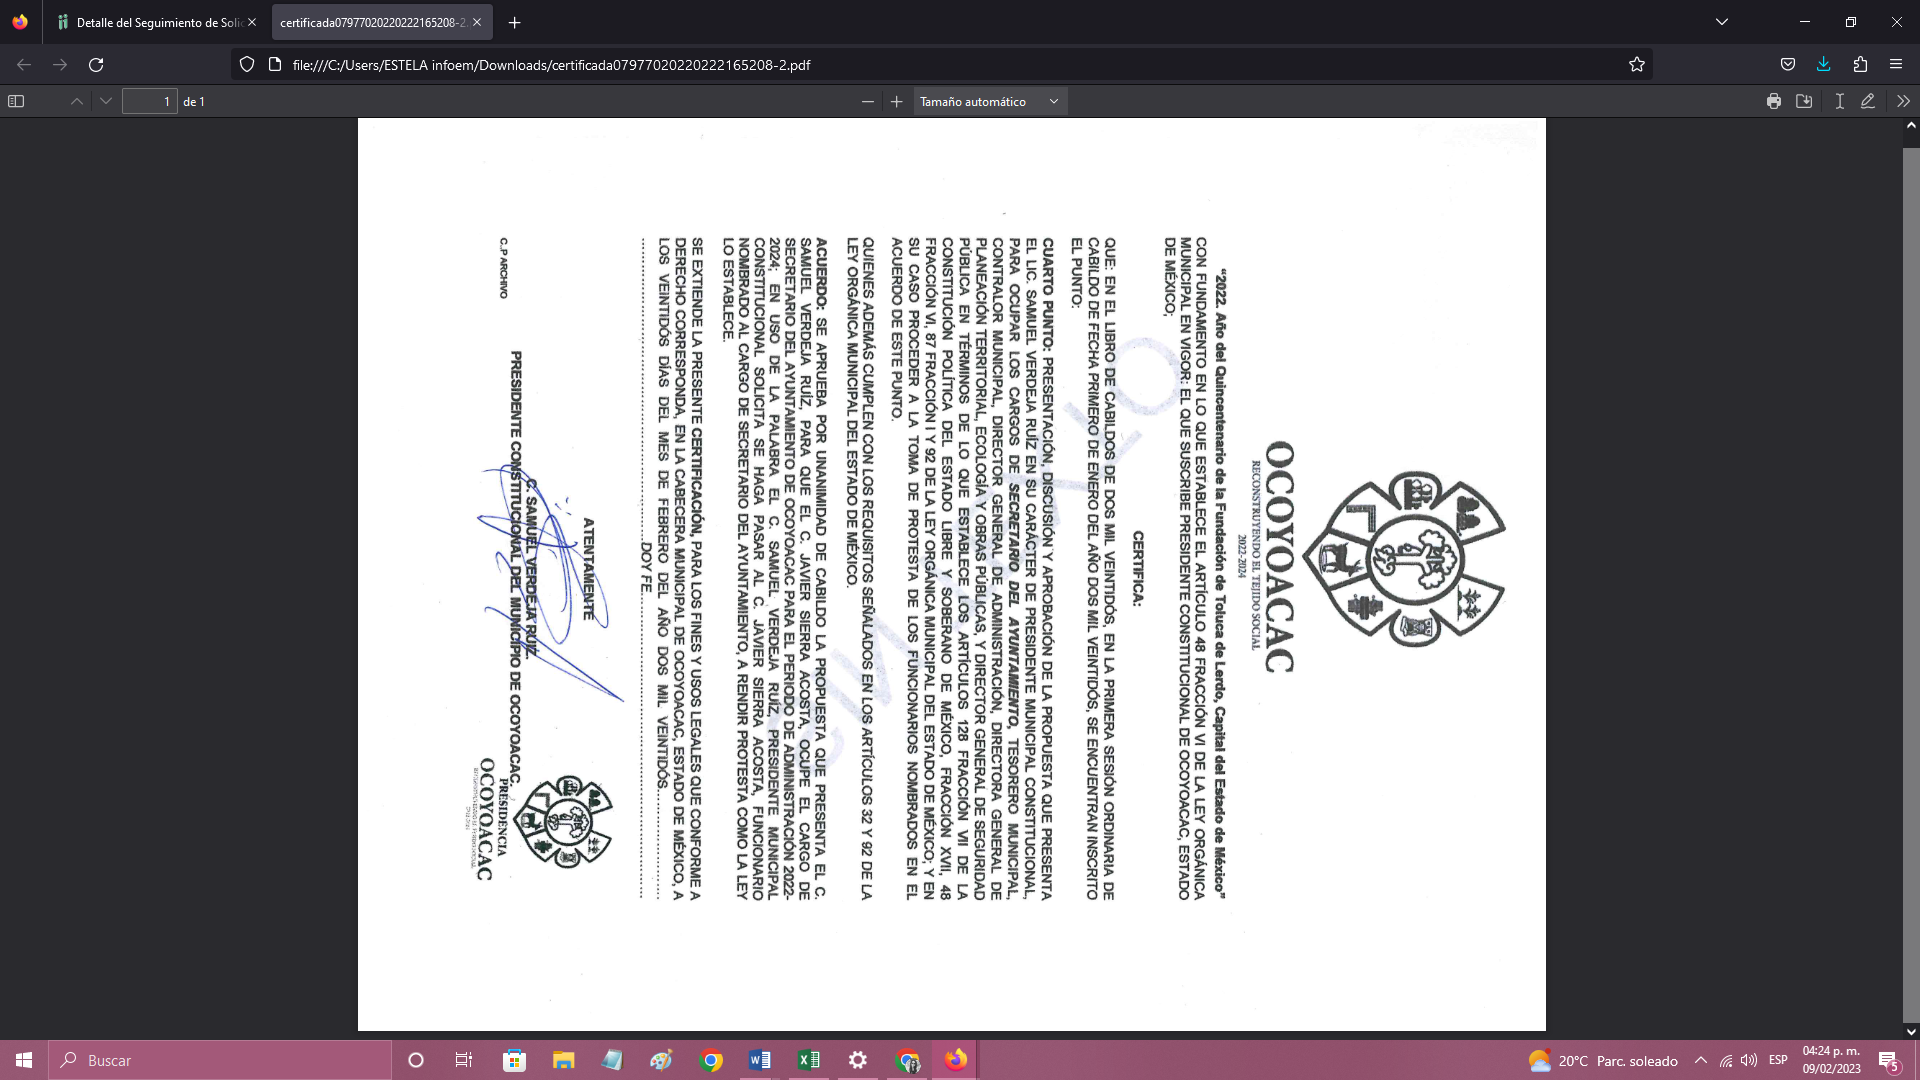 Detalle del Seguimiento de Solic
certificada07977020220222165208-2.
file:///C:/Users/ESTELA infoem/Downloads/certificada07977020220222165208-2.pdf
1 de 1
Tamaño automático
OCOYOACAC
RECONSTRUYENDO EL TEJIDO SOCIAL
2022-2024
“2022. Año del Quincentenario de la Fundación de Toluca de Lerdo, Capital del Estado de México”
CON FUNDAMENTO EN LO QUE ESTABLECE EL ARTÍCULO 48 FRACCIÓN VI DE LA LEY ORGÁNICA
MUNICIPAL EN VIGOR; EL QUE SUSCRIBE PRESIDENTE CONSTITUCIONAL DE OCOYOACAC, ESTADO
DE MÉXICO;
CERTIFICA:
QUE: EN EL LIBRO DE CABILDOS DE DOS MIL VEINTIDÓS, EN LA PRIMERA SESIÓN ORDINARIA DE
CABILDO DE FECHA PRIMERO DE ENERO DEL AÑO DOS MIL VEINTIDÓS, SE ENCUENTRAN INSCRITO
EL PUNTO:
CUARTO PUNTO: PRESENTACIÓN, DISCUSIÓN Y APROBACIÓN DE LA PROPUESTA QUE PRESENTA
EL LIC. SAMUEL VERDEJA RUÍZ EN SU CARÁCTER DE PRESIDENTE MUNICIPAL CONSTITUCIONAL,
PARA OCUPAR LOS CARGOS DE SECRETARIO DEL AYUNTAMIENTO, TESORERO MUNICIPAL,
CONTRALOR MUNICIPAL, DIRECTOR GENERAL DE ADMINISTRACIÓN, DIRECTORA GENERAL DE
PLANEACIÓN TERRITORIAL, ECOLOGÍA Y OBRAS PÚBLICAS, Y DIRECTOR GENERAL DE SEGURIDAD
PÚBLICA EN TÉRMINOS DE LO QUE ESTABLECE LOS ARTÍCULOS 128 FRACCIÓN VII DE LA
CONSTITUCIÓN POLÍTICA DEL ESTADO LIBRE Y SOBERANO DE MÉXICO, FRACCIÓN XVII, 48
FRACCIÓN VI, 87 FRACCIÓN I Y 92 DE LA LEY ORGÁNICA MUNICIPAL DEL ESTADO DE MÉXICO; Y EN
SU CASO PROCEDER A LA TOMA DE PROTESTA DE LOS FUNCIONARIOS NOMBRADOS EN EL
ACUERDO DE ESTE PUNTO.
QUIENES ADEMÁS CUMPLEN CON LOS REQUISITOS SEÑALADOS EN LOS ARTÍCULOS 32 Y 92 DE LA
LEY ORGÁNICA MUNICIPAL DEL ESTADO DE MÉXICO.
ACUERDO: SE APRUEBA POR UNANIMIDAD DE CABILDO LA PROPUESTA QUE PRESENTA EL C.
SAMUEL VERDEJA RUÍZ, PARA QUE EL C. JAVIER SIERRA ACOSTA, OCUPE EL CARGO DE
SECRETARIO DEL AYUNTAMIENTO DE OCOYOACAC PARA EL PERIODO DE ADMINISTRACIÓN 2022-
2024; EN USO DE LA PALABRA EL C. SAMUEL VERDEJA RUÍZ, PRESIDENTE MUNICIPAL
CONSTITUCIONAL SOLICITA SE HAGA PASAR AL C. JAVIER SIERRA ACOSTA, FUNCIONARIO
NOMBRADO AL CARGO DE SECRETARIO DEL AYUNTAMIENTO, A RENDIR PROTESTA COMO LA LEY
LO ESTABLECE.
SE EXTIENDE LA PRESENTE CERTIFICACIÓN, PARA LOS FINES Y USOS LEGALES QUE CONFORME A
DERECHO CORRESPONDA, EN LA CABECERA MUNICIPAL DE OCOYOACAC, ESTADO DE MÉXICO, A
LOS VEINTIDÓS DÍAS DEL MES DE FEBRERO DEL AÑO DOS MIL VEINTIDÓS
DOY FE
ATENTAMENTE
C. SAMUEL VERDEJA RUIZ.
PRESIDENTE CONSTITUCIONAL DEL MUNICIPIO DE OCOYOACAC.
C.P ARCHIVO
PRESIDENCIA
OCOYOACAC
Buscar
20°C Parc. soleado
ESP
04:24 p. m.
09/02/2023
5